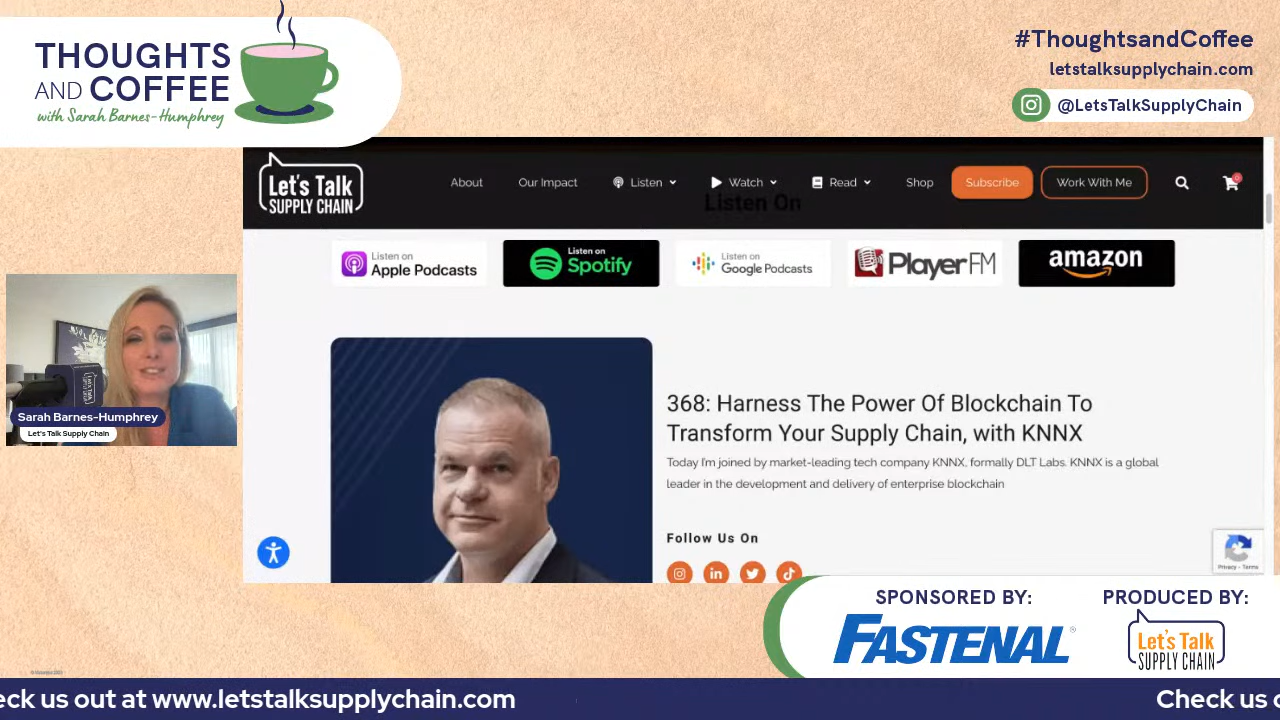 THOUGHTS
AND COFFEE
with Sarah Barnes-Humphrey
#ThoughtsandCoffee
letstalksupplychain.com
@LetsTalkSupplyChain
Let's Talk
SUPPLY CHAIN
About Our Impact Listen Watch Read Shop Subscribe Work With Me 0
Listen On
Listen on
Apple Podcasts
Listen on
Spotify
Listen on
Google Podcasts
PlayerFM
amazon
368: Harness The Power Of Blockchain To
Transform Your Supply Chain, with KNNX
Today I'm joined by market-leading tech company KNNX, formally DLT Labs. KNNX is a global
leader in the development and delivery of enterprise blockchain
Follow Us On
Privacy - Terms
Sarah Barnes-Humphrey
Let's Talk Supply Chain
SPONSORED BY:
FASTENAL
PRODUCED BY:
Let's Talk
SUPPLY CHAIN
eck us out at www.letstalksupplychain.com
Check us o